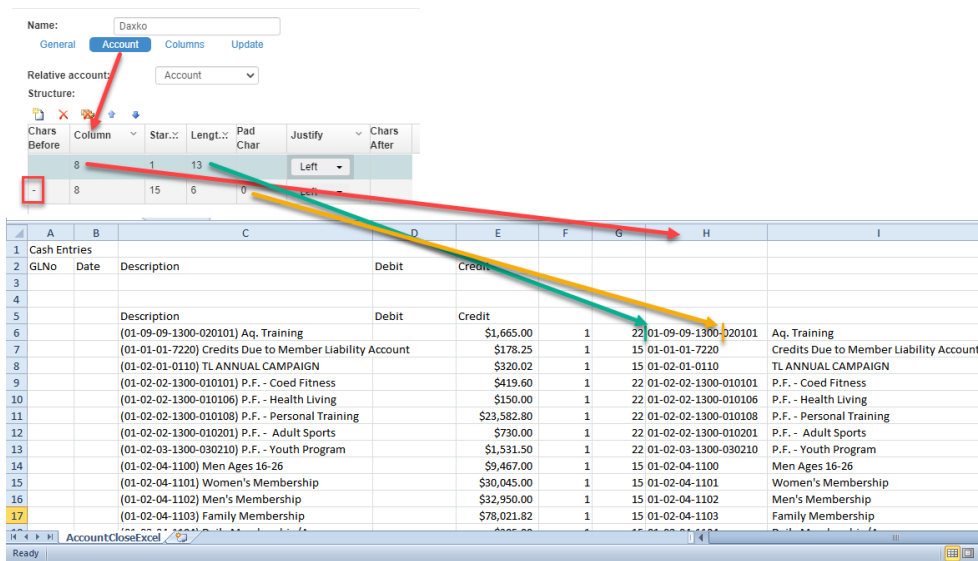 Name: Daxko
General Account Columns Update
Relative account: Account
Structure:
Chars Before Column Star.. Lengt.. Pad Char Justify Chars After
8 1 13 Left
- 8 15 6 0 Left
A B C D E F G H I
1 Cash Entries
2 GLNo Date Description Debit Credit
3
4
5 Description Debit Credit
6 (01-09-09-1300-020101) Aq. Training $1,665.00 1 22 01-09-09-1300-020101 Aq. Training
7 (01-01-01-7220) Credits Due to Member Liability Account $178.25 1 15 01-01-01-7220 Credits Due to Member Liability Account
8 (01-02-01-0110) TL ANNUAL CAMPAIGN $320.02 1 15 01-02-01-0110 TL ANNUAL CAMPAIGN
9 (01-02-02-1300-010101) P.F. - Coed Fitness $419.60 1 22 01-02-02-1300-010101 P.F. - Coed Fitness
10 (01-02-02-1300-010106) P.F. - Health Living $150.00 1 22 01-02-02-1300-010106 P.F. - Health Living
11 (01-02-02-1300-010108) P.F. - Personal Training $23,582.80 1 22 01-02-02-1300-010108 P.F. - Personal Training
12 (01-02-02-1300-010201) P.F. -  Adult Sports $730.00 1 22 01-02-02-1300-010201 P.F. -  Adult Sports
13 (01-02-03-1300-030210) P.F. - Youth Program $1,531.50 1 22 01-02-03-1300-030210 P.F. - Youth Program
14 (01-02-04-1100) Men Ages 16-26 $9,467.00 1 15 01-02-04-1100 Men Ages 16-26
15 (01-02-04-1101) Women's Membership $30,045.00 1 15 01-02-04-1101 Women's Membership
16 (01-02-04-1102) Men's Membership $32,950.00 1 15 01-02-04-1102 Men's Membership
17 (01-02-04-1103) Family Membership $78,021.82 1 15 01-02-04-1103 Family Membership
AccountCloseExcel
Ready